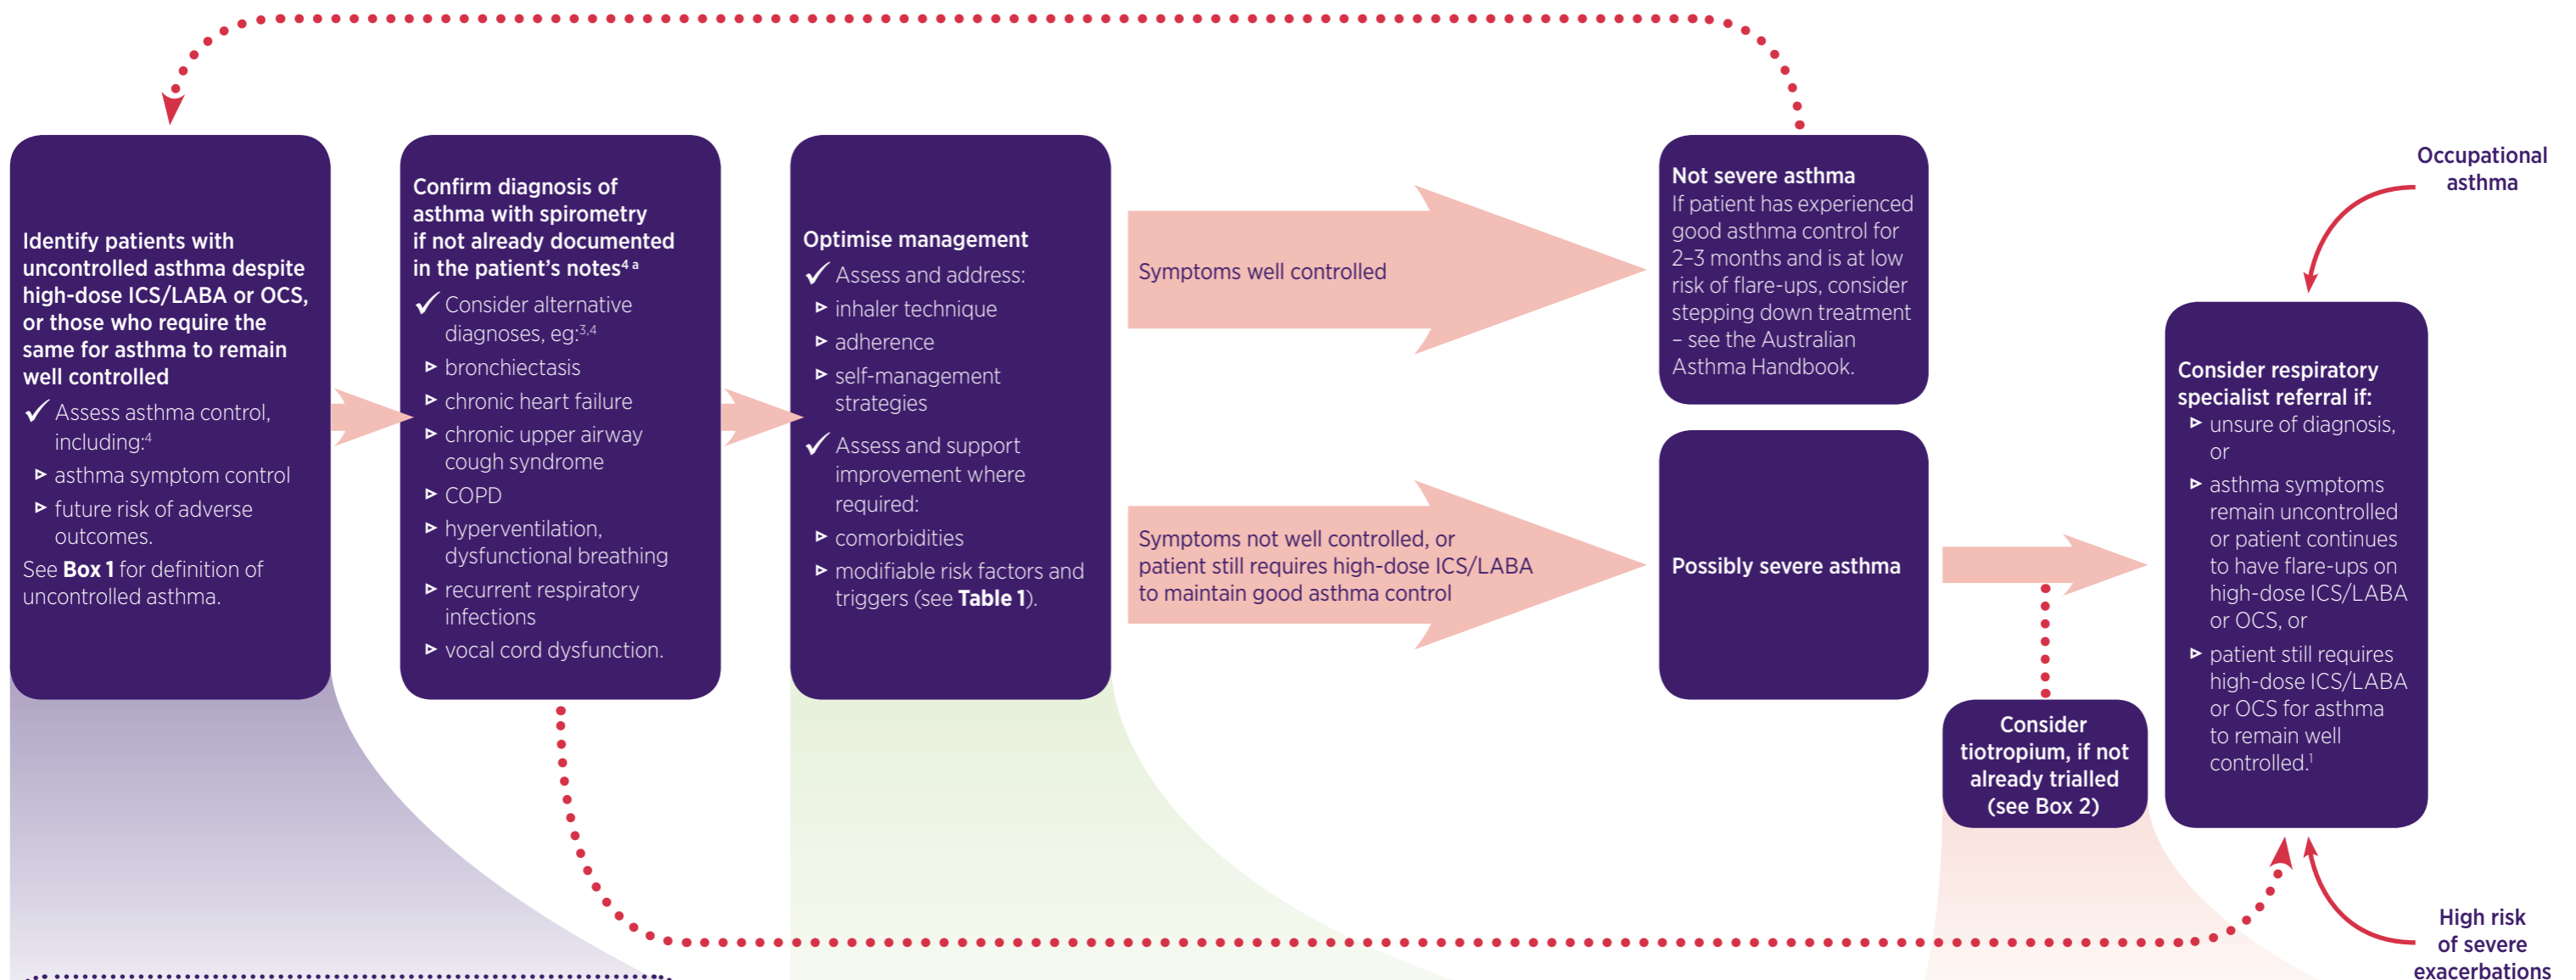 Identify patients with
uncontrolled asthma despite
high-dose ICS/LABA or OCS,
or those who require the
same for asthma to remain
well controlled
✓ Assess asthma control,
including:4
▹ asthma symptom control
▹ future risk of adverse
outcomes.
See Box 1 for definition of
uncontrolled asthma.
Confirm diagnosis of
asthma with spirometry
if not already documented
in the patient's notes4 a
✓ Consider alternative
diagnoses, eg:3,4
▹ bronchiectasis
▹ chronic heart failure
▹ chronic upper airway
cough syndrome
▹ COPD
▹ hyperventilation,
dysfunctional breathing
▹ recurrent respiratory
infections
▹ vocal cord dysfunction.
Optimise management
✓ Assess and address:
▹ inhaler technique
▹ adherence
▹ self-management
strategies
✓ Assess and support
improvement where
required:
▹ comorbidities
▹ modifiable risk factors and
triggers (see Table 1).
Symptoms well controlled
Symptoms not well controlled, or
patient still requires high-dose ICS/LABA
to maintain good asthma control
Not severe asthma
If patient has experienced
good asthma control for
2–3 months and is at low
risk of flare-ups, consider
stepping down treatment
– see the Australian
Asthma Handbook.
Possibly severe asthma
Consider
tiotropium, if not
already trialled
(see Box 2)
Occupational
asthma
Consider respiratory
specialist referral if:
▹ unsure of diagnosis,
or
▹ asthma symptoms
remain uncontrolled
or patient continues
to have flare-ups on
high-dose ICS/LABA
or OCS, or
▹ patient still requires
high-dose ICS/LABA
or OCS for asthma
to remain well
controlled.1
High risk
of severe
exacerbations